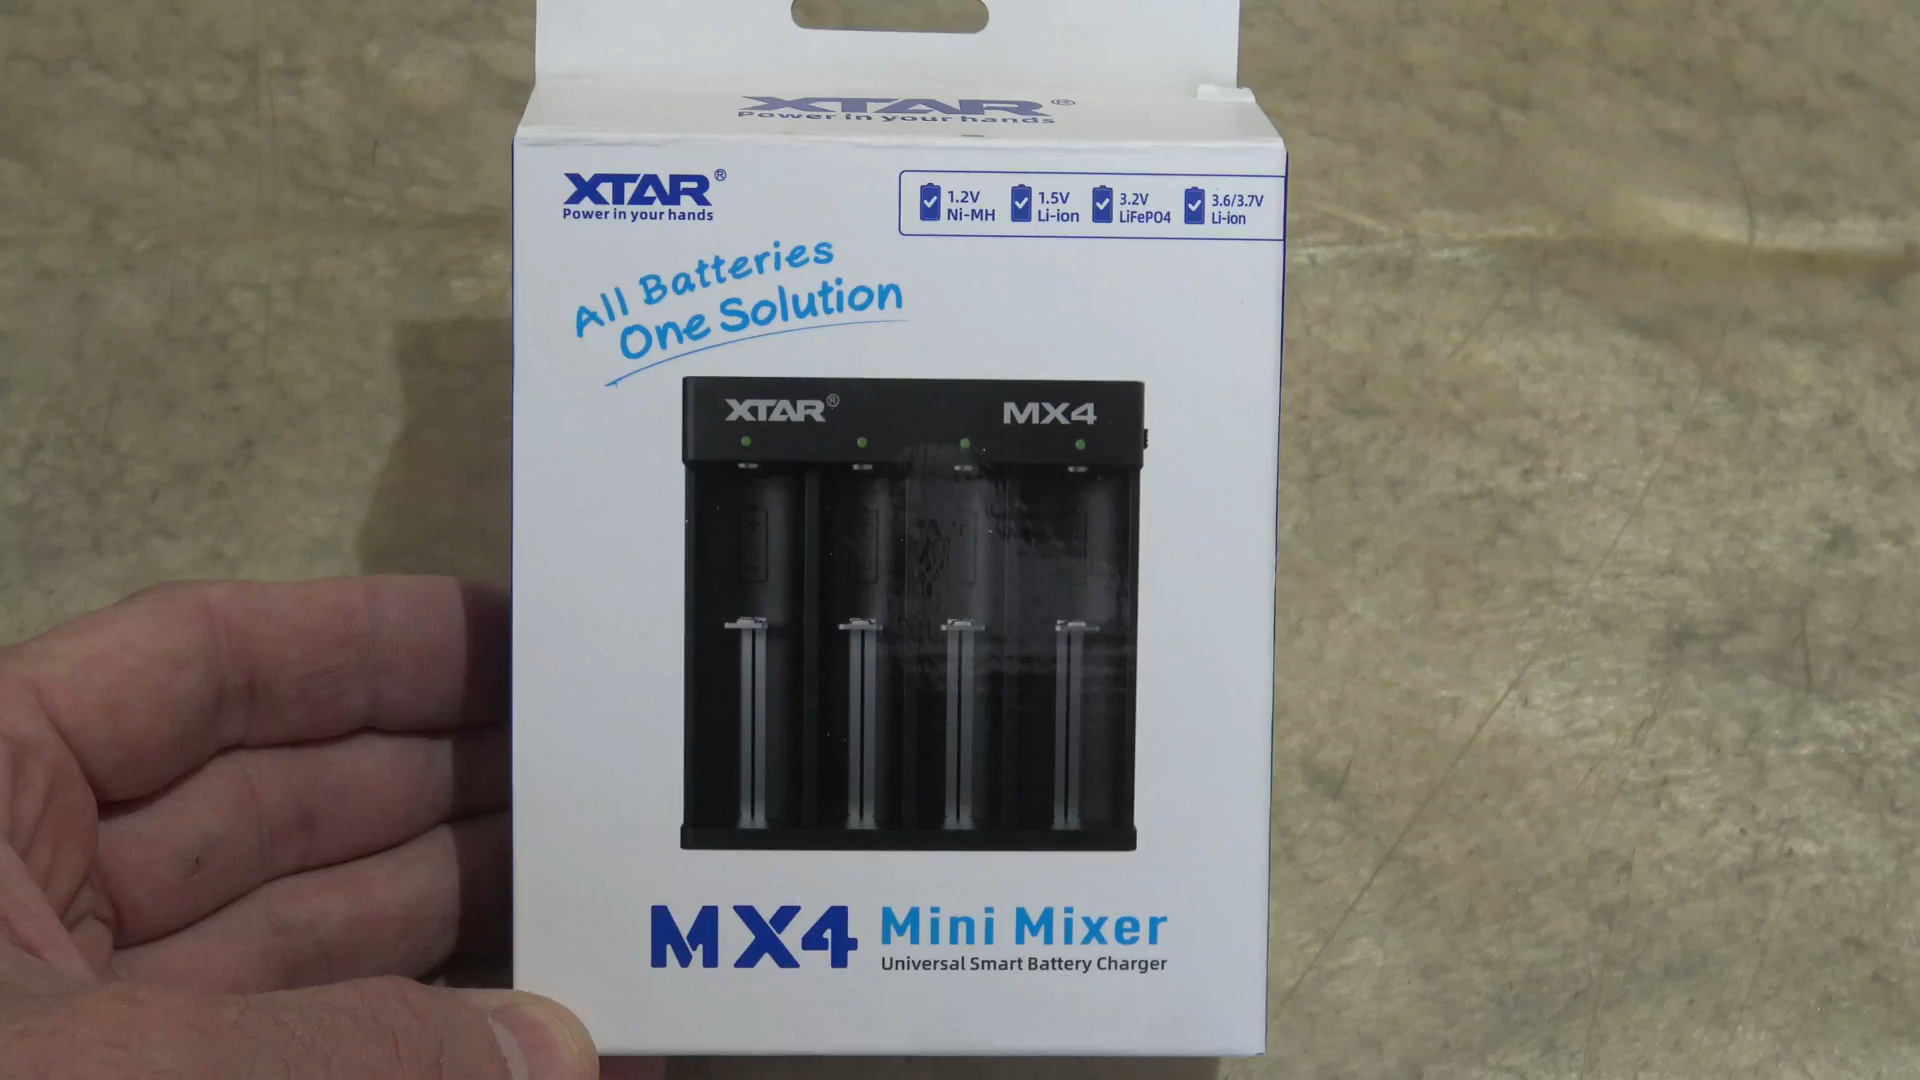 XTAR®
Power in your hands
XTAR®
Power in your hands
1.2V
Ni-MH
1.5V
Li-ion
3.2V
LiFePO4
3.6/3.7V
Li-ion
All Batteries
One Solution
XTAR®
MX4
MX4 Mini Mixer
Universal Smart Battery Charger